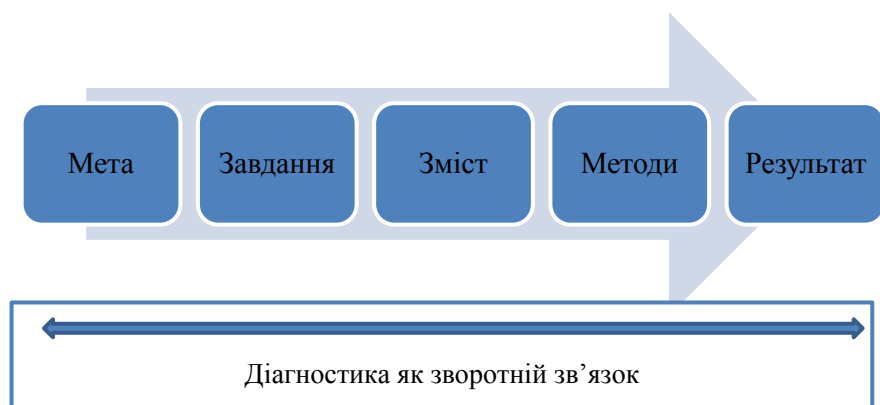 Мета
Завдання
Зміст
Методи
Результат
Діагностика як зворотній зв’язок